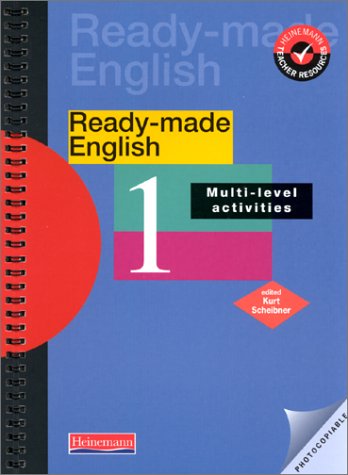 Ready-made
English
HEINEMANN
TEACHER RESOURCES
Ready-made
English
1
Multi-level
activities
edited
Kurt
Scheibner
Heinemann
PHOTOCOPIABLE